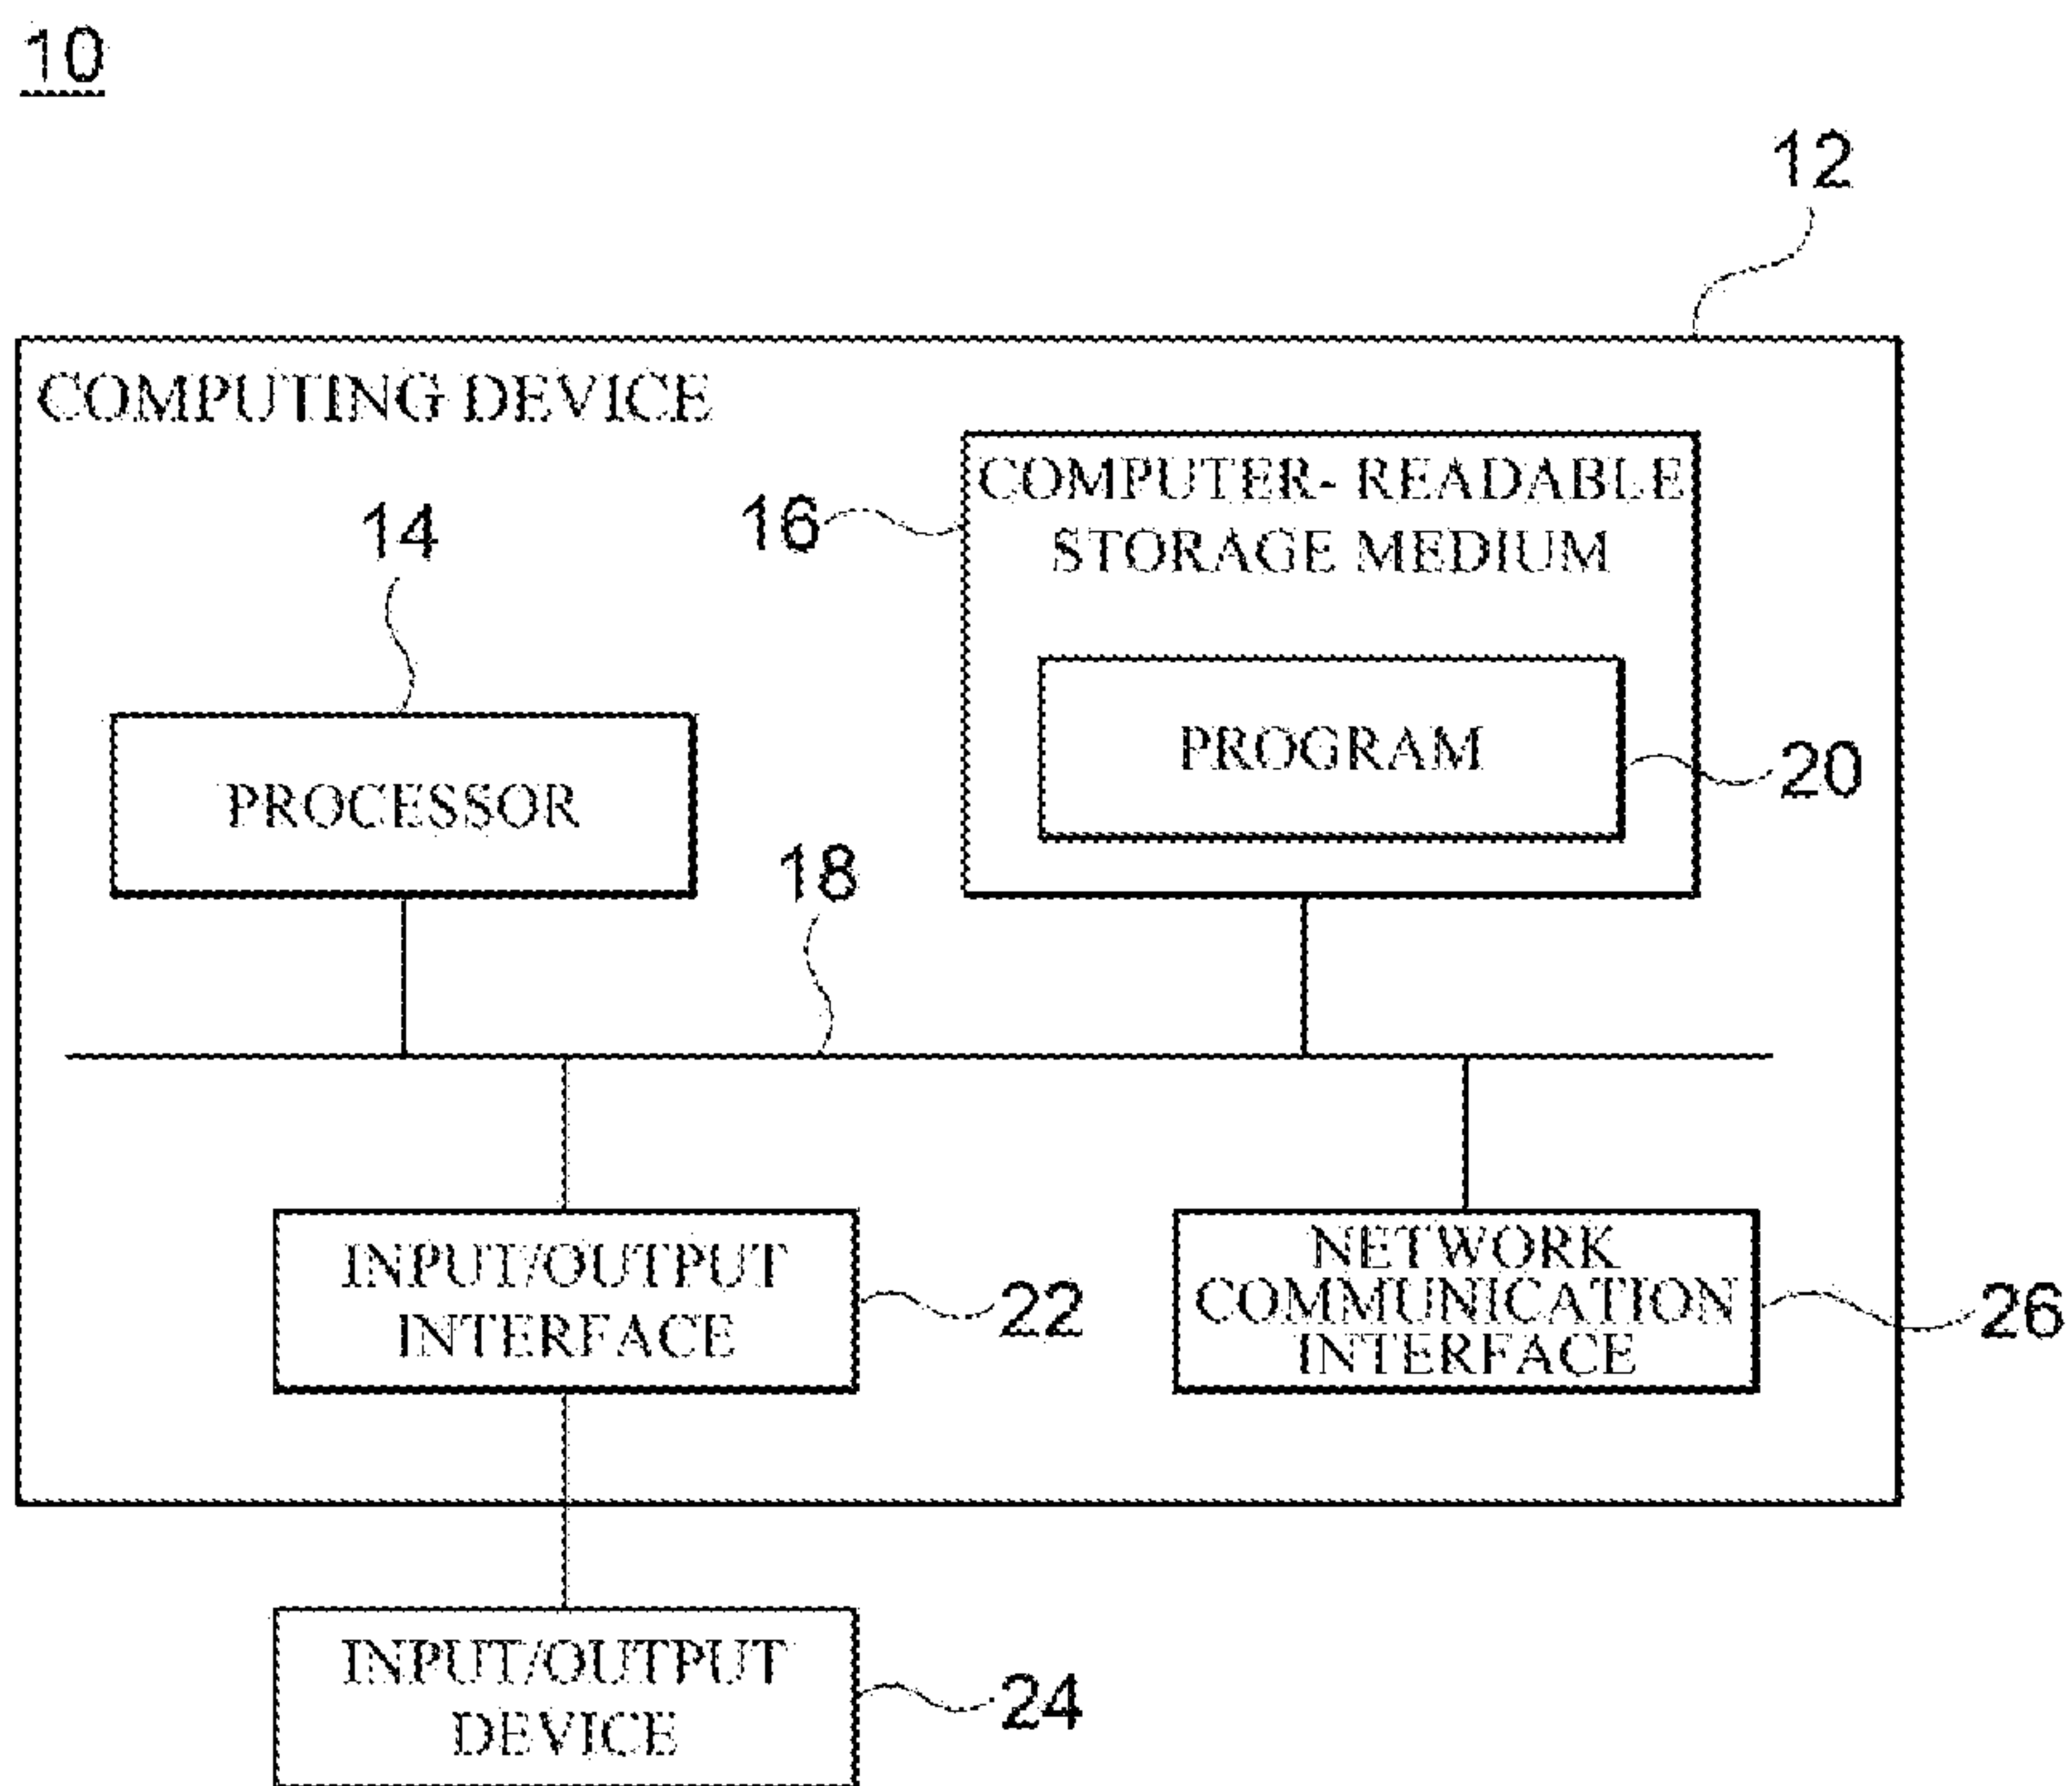 10
12
COMPUTING DEVICE
COMPUTER- READABLE
STORAGE MEDIUM
16
14
PROGRAM
20
PROCESSOR
18
INPUT/OUTPUT
INTERFACE
22
NETWORK
COMMUNICATION
INTERFACE
26
INPUT/OUTPUT
DEVICE
24